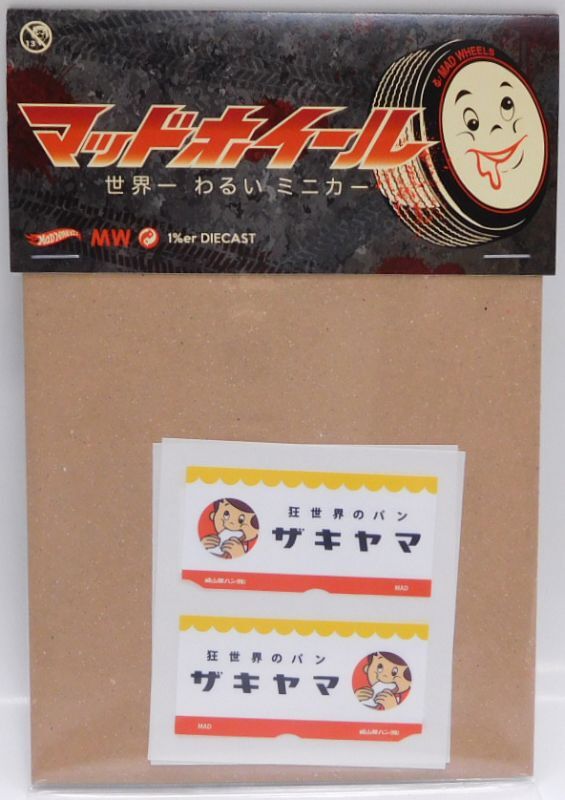 13
& MAD WHEELS
マッドホイール
世界一 わるい ミニカー
MW
1%er DIECAST
狂世界のパン
ザキヤマ
MAD
狂世界のパン
ザキヤマ
MAD